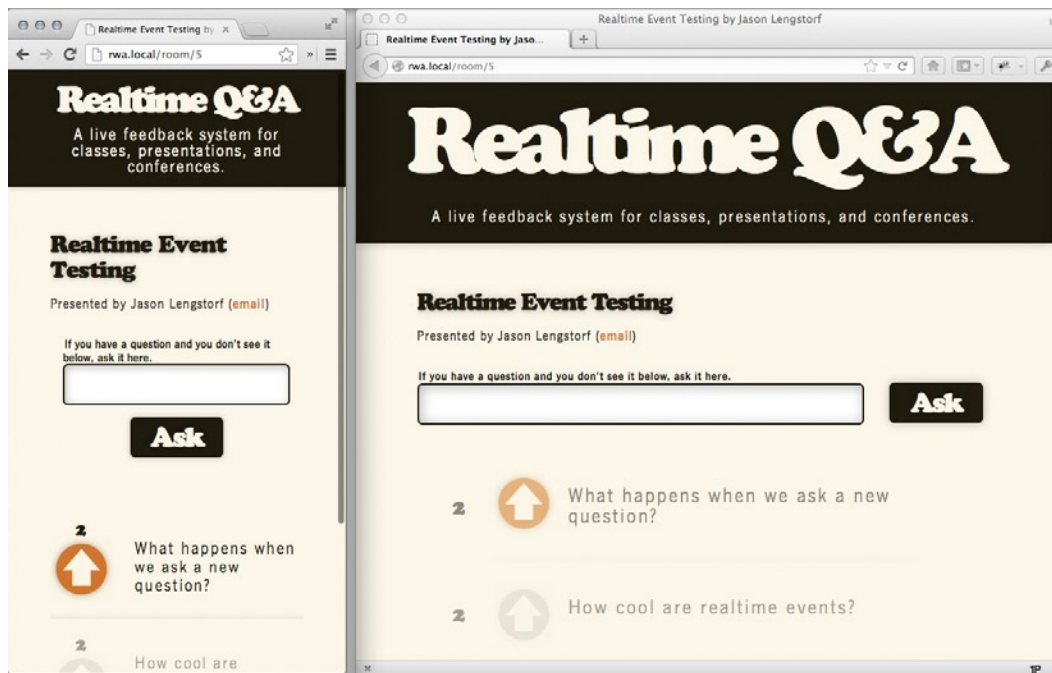 Realtime Event Testing by
rwa.local/room/5
Realtime Q&A
A live feedback system for
classes, presentations, and
conferences.
Realtime Event
Testing
Presented by Jason Lengstorf (email)
If you have a question and you don't see it
below, ask it here.
Ask
2
What happens when
we ask a new
question?
2
How cool are
Realtime Event Testing by Jason Lengstorf
Realtime Event Testing by Jaso...
rwa.local/room/5
Realtime Q&A
A live feedback system for classes, presentations, and conferences.
Realtime Event Testing
Presented by Jason Lengstorf (email)
If you have a question and you don't see it below, ask it here.
Ask
2
What happens when we ask a new
question?
2
How cool are realtime events?
1P